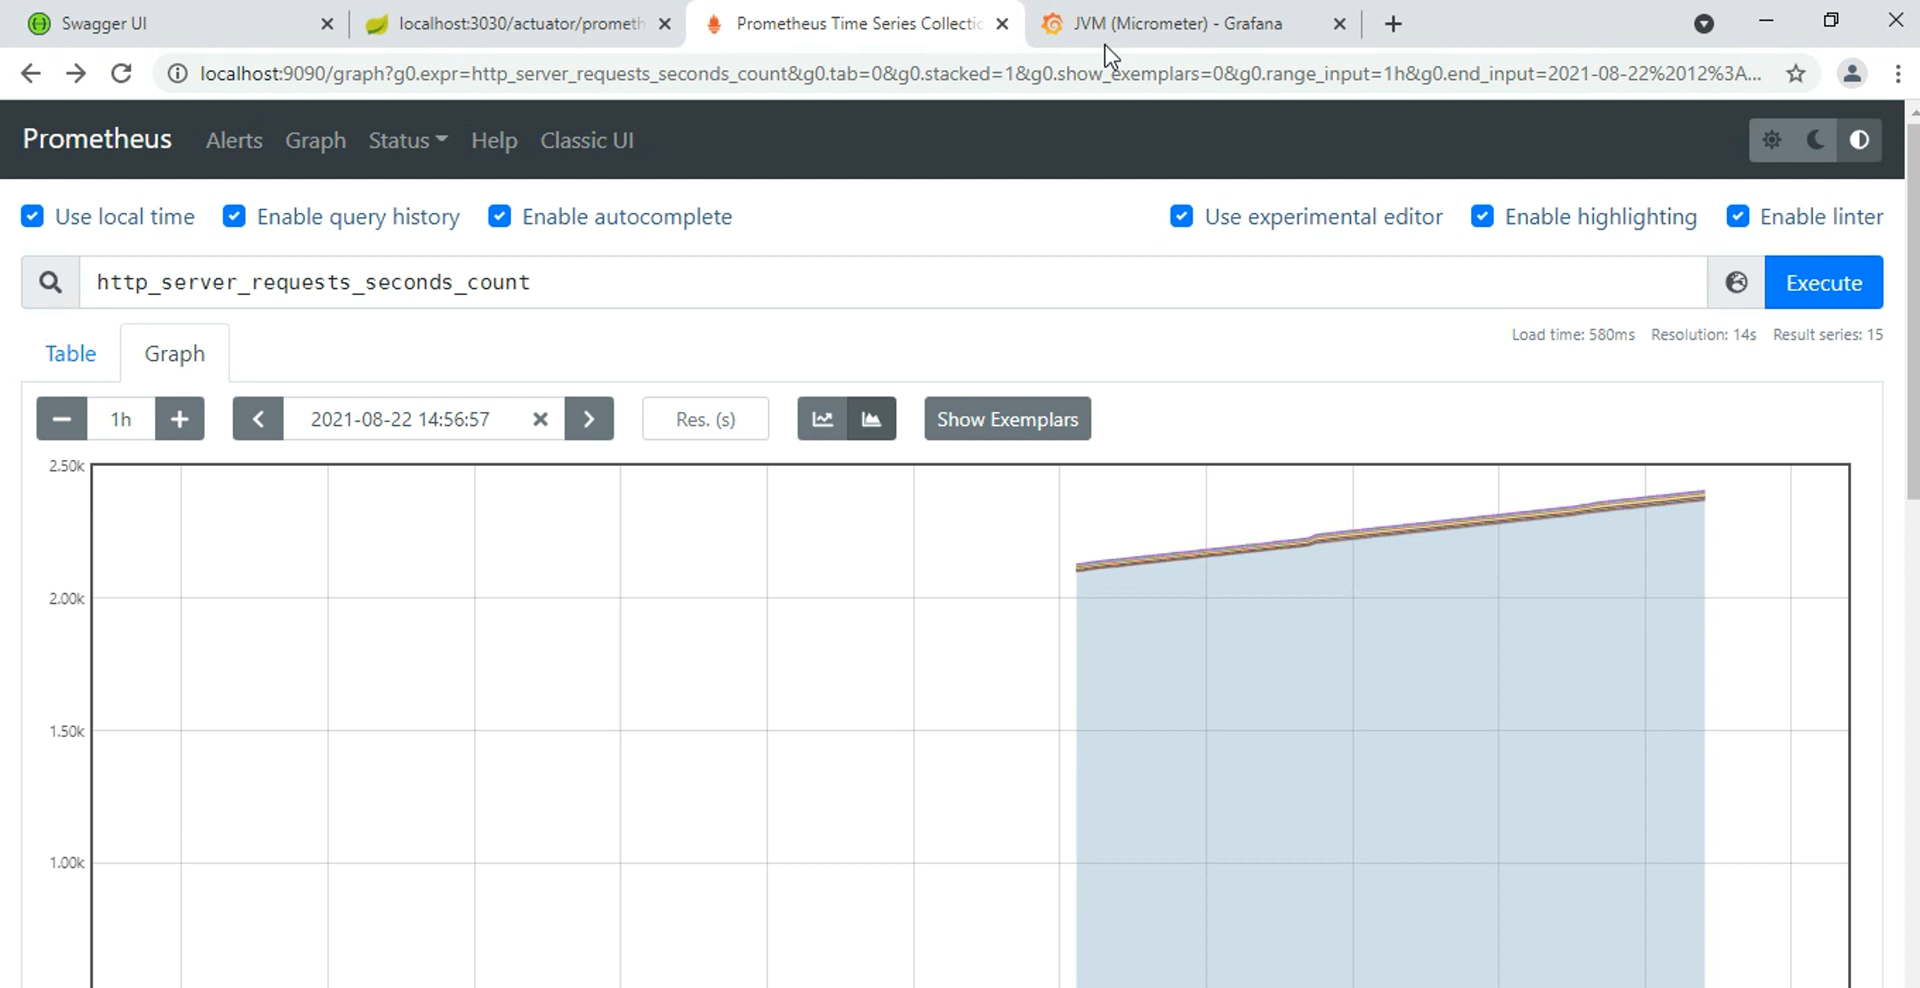 Swagger UI
localhost:3030/actuator/prometh
Prometheus Time Series Collectic
JVM (Micrometer) - Grafana
localhost:9090/graph?g0.expr=http_server_requests_seconds_count&g0.tab=0&g0.stacked=1&g0.show_exemplars=0&g0.range_input=1h&g0.end_input=2021-08-22%2012%3A...
Prometheus Alerts Graph Status Help Classic UI
Use local time Enable query history Enable autocomplete Use experimental editor Enable highlighting Enable linter
http_server_requests_seconds_count Execute
Load time: 580ms Resolution: 14s Result series: 15
Table Graph
1h 2021-08-22 14:56:57 Res. (s) Show Exemplars
2.50k
2.00k
1.50k
1.00k